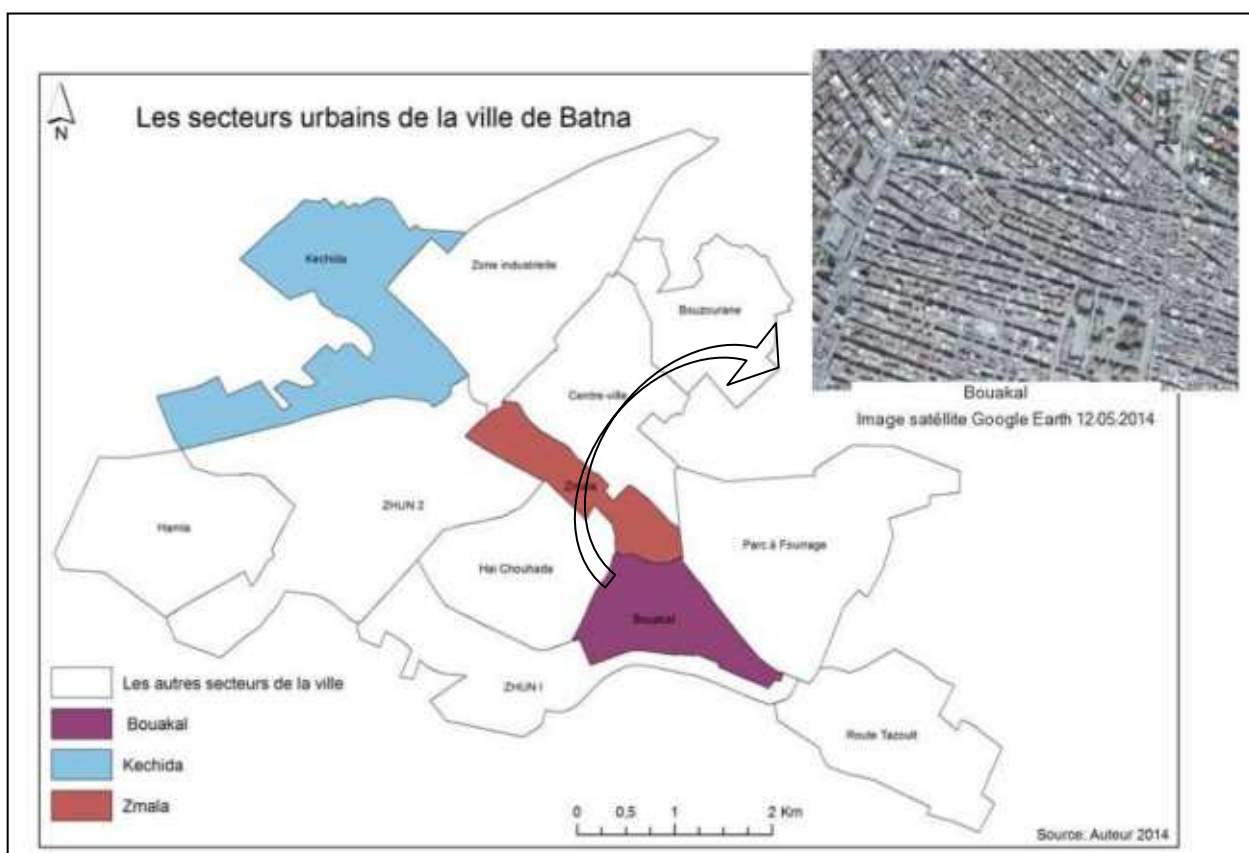 Les secteurs urbains de la ville de Batna
N
Kechida
Zone industrielle
Bouzourane
Centre-ville
Bouakal
Image satéllite Google Earth 12.05.2014
Zmala
ZHUN 2
Hamla
Parc à Fourrage
Hai Chouhada
Bouakal
ZHUN I
Route Tazoult
Les autres secteurs de la ville
Bouakal
Kechida
Zmala
0 0,5 1 2 Km
Source: Auteur 2014